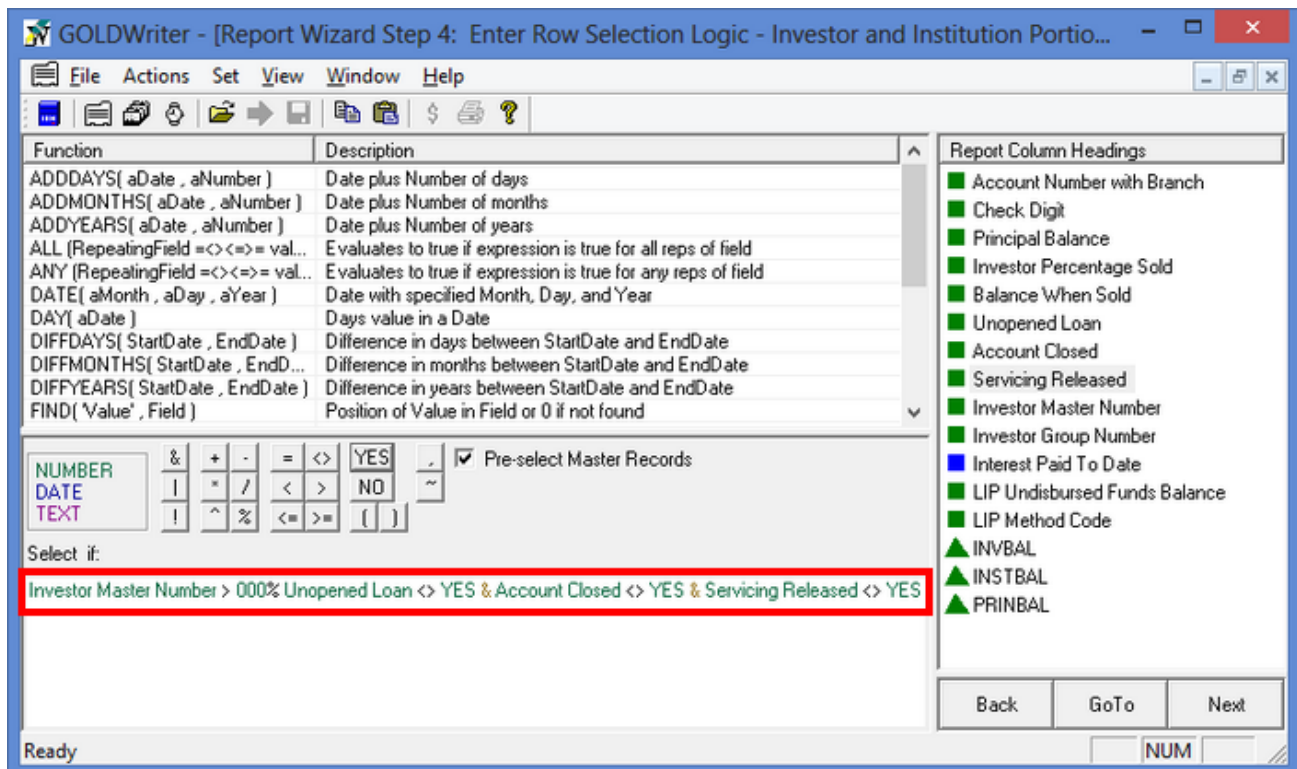 GOLDWriter - [Report Wizard Step 4: Enter Row Selection Logic - Investor and Institution Portio...
File Actions Set View Window Help
Function Description
ADDDAYS( aDate , aNumber ) Date plus Number of days
ADDMONTHS( aDate , aNumber ) Date plus Number of months
ADDYEARS( aDate , aNumber ) Date plus Number of years
ALL (RepeatingField =<><=>= val... Evaluates to true if expression is true for all reps of field
ANY (RepeatingField =<><=>= val... Evaluates to true if expression is true for any reps of field
DATE( aMonth , aDay , aYear ) Date with specified Month, Day, and Year
DAY( aDate ) Days value in a Date
DIFFDAYS( StartDate , EndDate ) Difference in days between StartDate and EndDate
DIFFMONTHS( StartDate , EndD... Difference in months between StartDate and EndDate
DIFFYEARS( StartDate , EndDate ) Difference in years between StartDate and EndDate
FIND( 'Value' , Field ) Position of Value in Field or 0 if not found
NUMBER
DATE
TEXT
& + - = <> YES , Pre-select Master Records
| * / < > NO ~
! ^ % <= >= ( )
Select if:
Investor Master Number > 000% Unopened Loan <> YES & Account Closed <> YES & Servicing Released <> YES
Report Column Headings
Account Number with Branch
Check Digit
Principal Balance
Investor Percentage Sold
Balance When Sold
Unopened Loan
Account Closed
Servicing Released
Investor Master Number
Investor Group Number
Interest Paid To Date
LIP Undisbursed Funds Balance
LIP Method Code
INVBAL
INSTBAL
PRINBAL
Back GoTo Next
Ready NUM